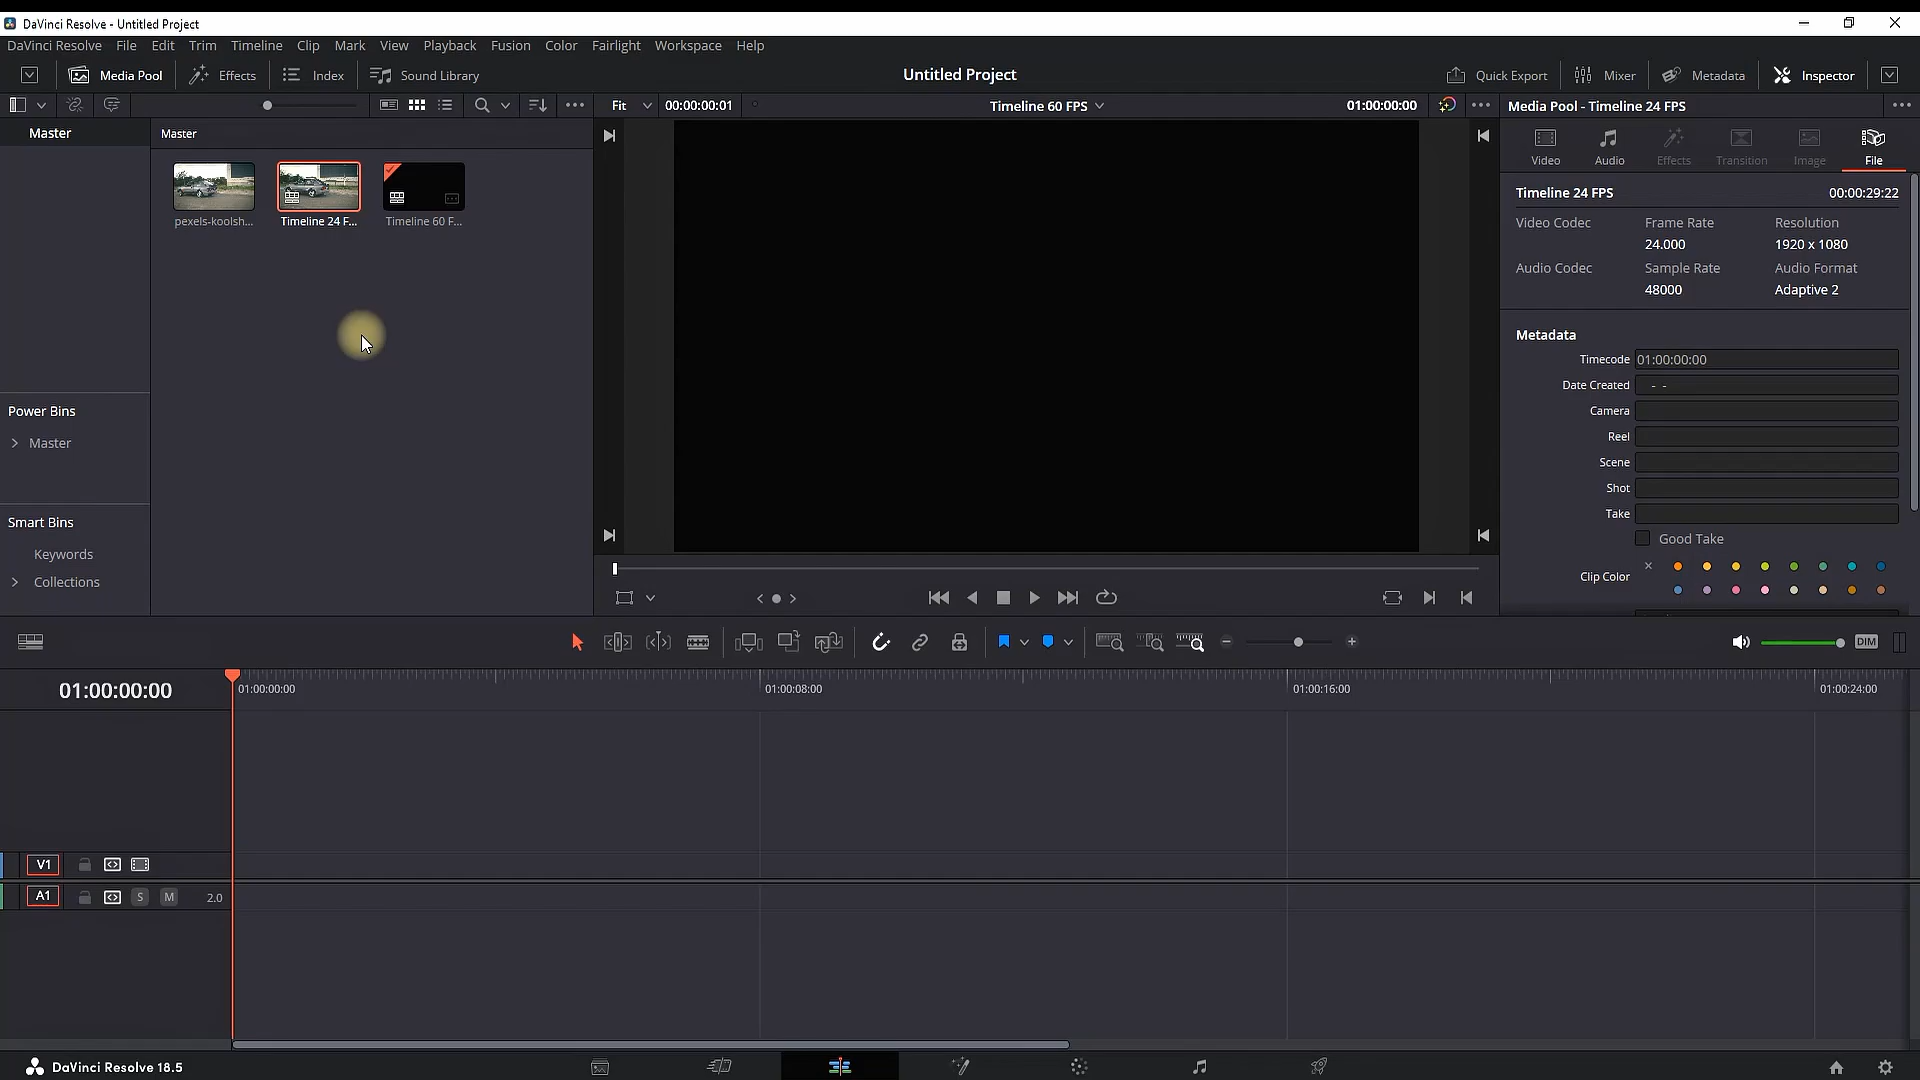 DaVinci Resolve - Untitled Project
DaVinci Resolve File Edit Trim Timeline Clip Mark View Playback Fusion Color Fairlight Workspace Help
Media Pool Effects Index Sound Library Untitled Project Quick Export Mixer Metadata Inspector
Fit 00:00:00:01 Timeline 60 FPS 01:00:00:00 Media Pool - Timeline 24 FPS
Master Master
Video Audio Effects Transition Image File
Timeline 24 FPS 00:00:29:22
pexels-koolsh... Timeline 24 F... Timeline 60 F...
Video Codec Frame Rate Resolution
24.000 1920 x 1080
Audio Codec Sample Rate Audio Format
48000 Adaptive 2
Metadata
Timecode 01:00:00:00
Date Created - -
Camera
Reel
Scene
Shot
Take
Good Take
Clip Color
Power Bins
Master
Smart Bins
Keywords
Collections
DIM
01:00:00:00 01:00:00:00 01:00:08:00 01:00:16:00 01:00:24:00
V1
A1 S M 2.0
DaVinci Resolve 18.5